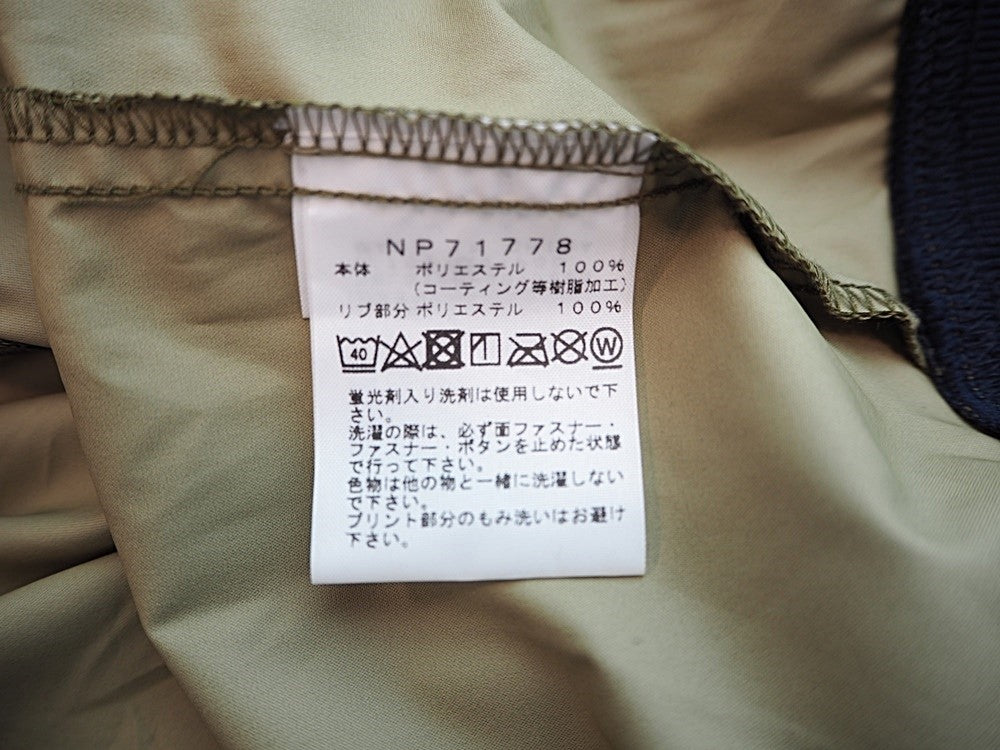 NP71778
本体 ポリエステル 100%
(コーティング等樹脂加工)
リブ部分 ポリエステル 100%
40 W
蛍光剤入り洗剤は使用しないで下
さい。
洗濯の際は、必ず面ファスナー・
ファスナー・ボタンを止めた状態
で行って下さい。
色物は他の物と一緒に洗濯しない
で下さい。
プリント部分のもみ洗いはお避け
下さい。